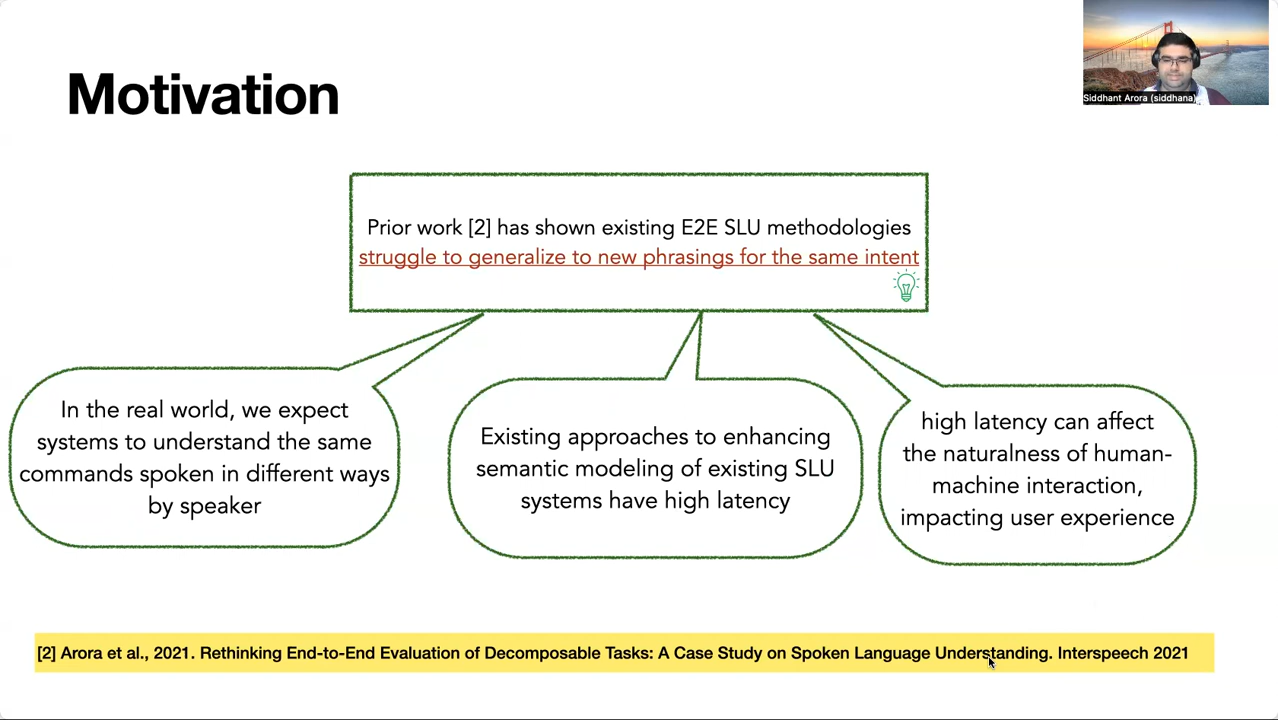 Motivation
Siddhant Arora (siddhana)
Prior work [2] has shown existing E2E SLU methodologies
struggle to generalize to new phrasings for the same intent
In the real world, we expect
systems to understand the same
commands spoken in different ways
by speaker
Existing approaches to enhancing
semantic modeling of existing SLU
systems have high latency
high latency can affect
the naturalness of human-
machine interaction,
impacting user experience
[2] Arora et al., 2021. Rethinking End-to-End Evaluation of Decomposable Tasks: A Case Study on Spoken Language Understanding. Interspeech 2021